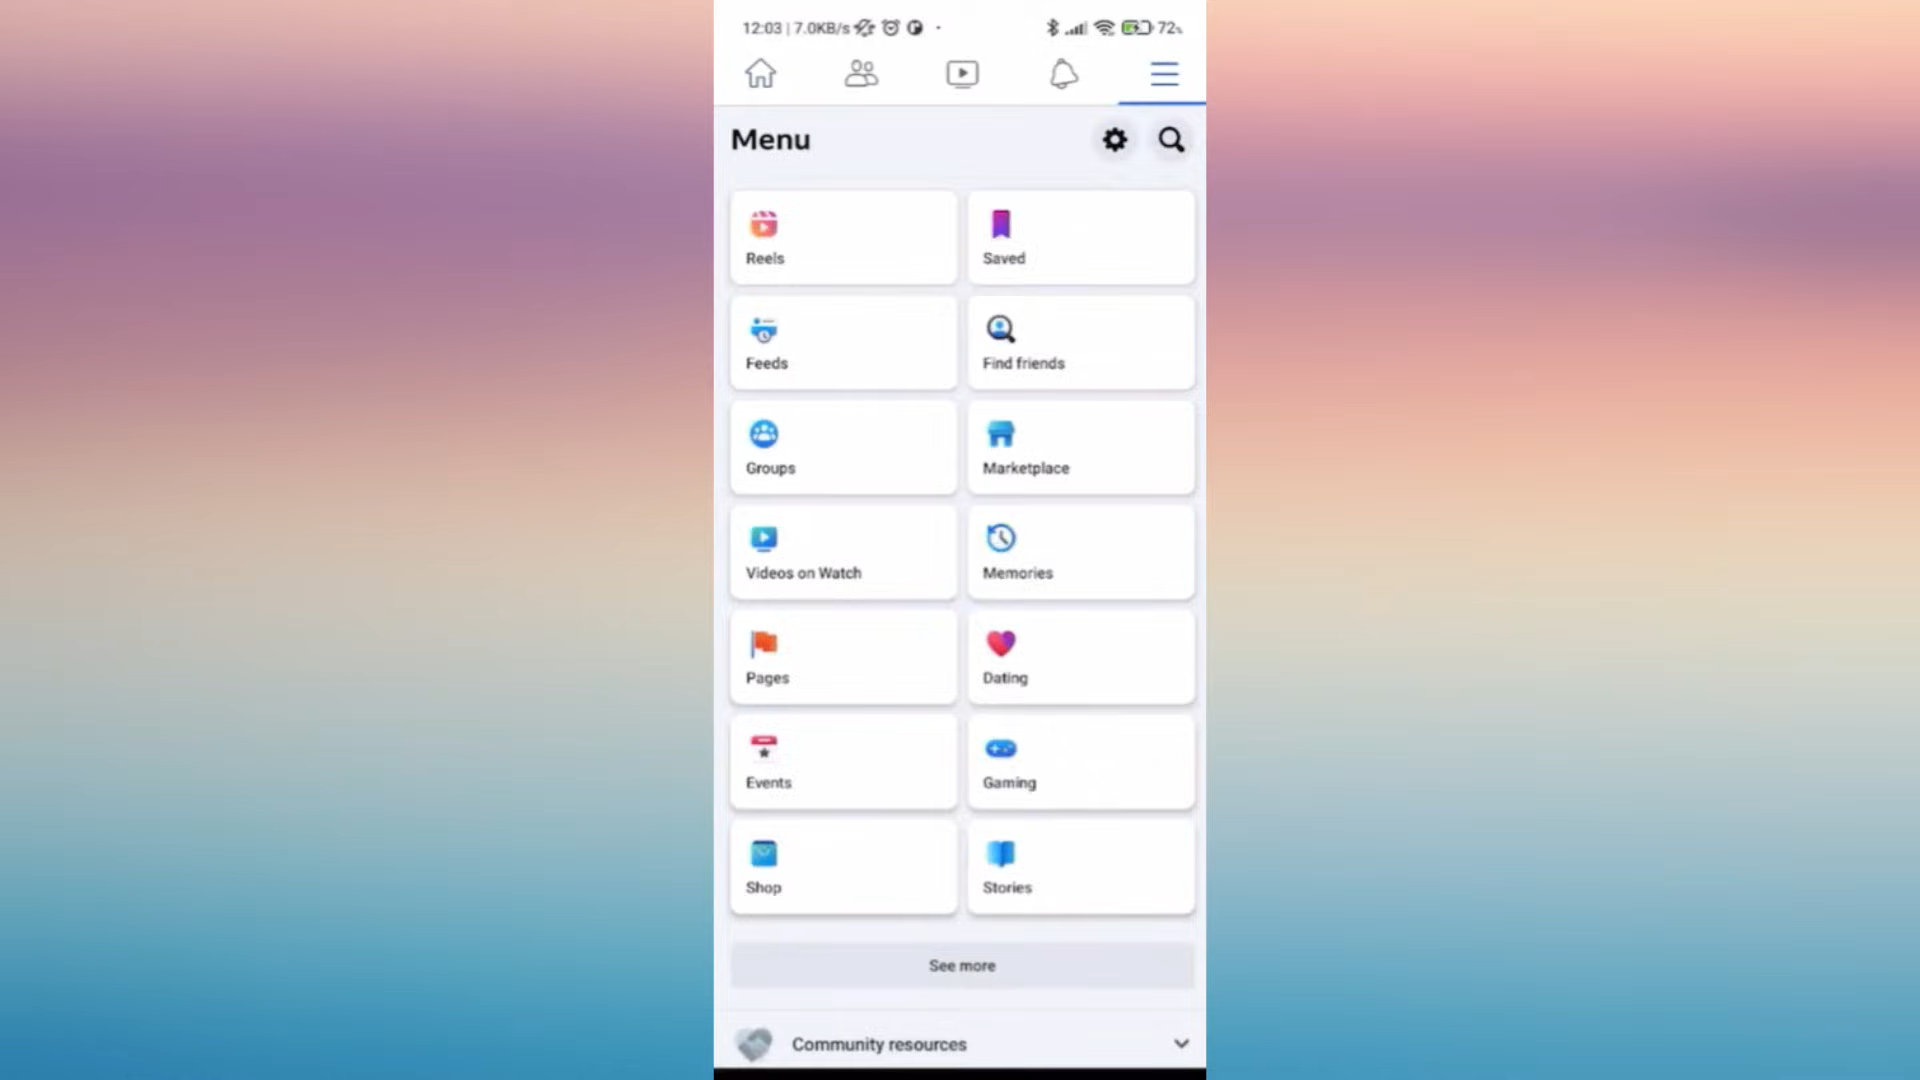 12:03 | 7.0KB/s 72%
Menu
Reels Saved
Feeds Find friends
Groups Marketplace
Videos on Watch Memories
Pages Dating
Events Gaming
Shop Stories
See more
Community resources